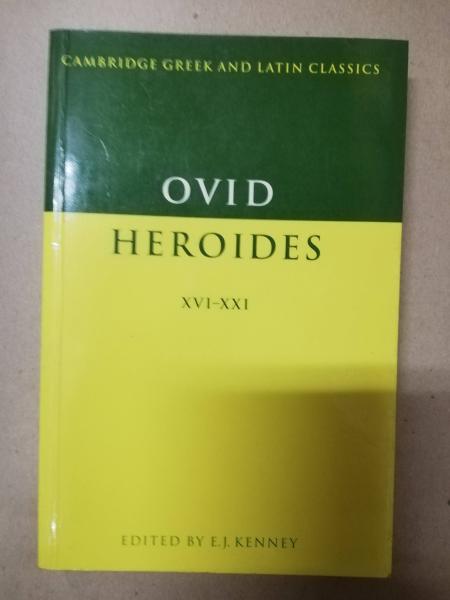 CAMBRIDGE GREEK AND LATIN CLASSICS
OVID
HEROIDES
XVI–XXI
EDITED BY E.J. KENNEY